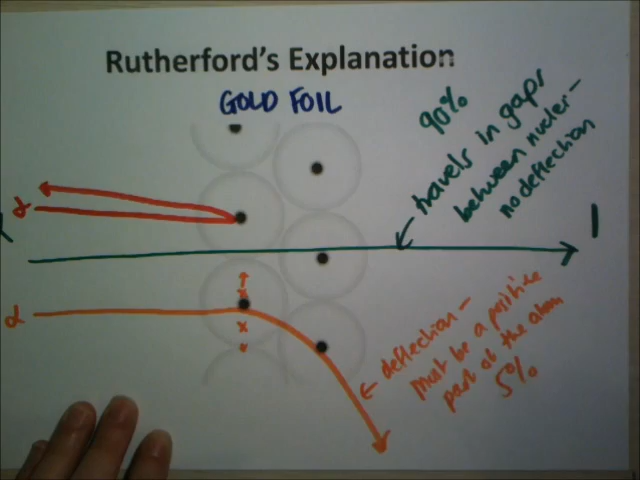 Rutherford's Explanation
GOLD FOIL
90%
travels in gaps
between nuclei -
no deflection
α
α
deflection -
must be a positive
part of the atom
5%